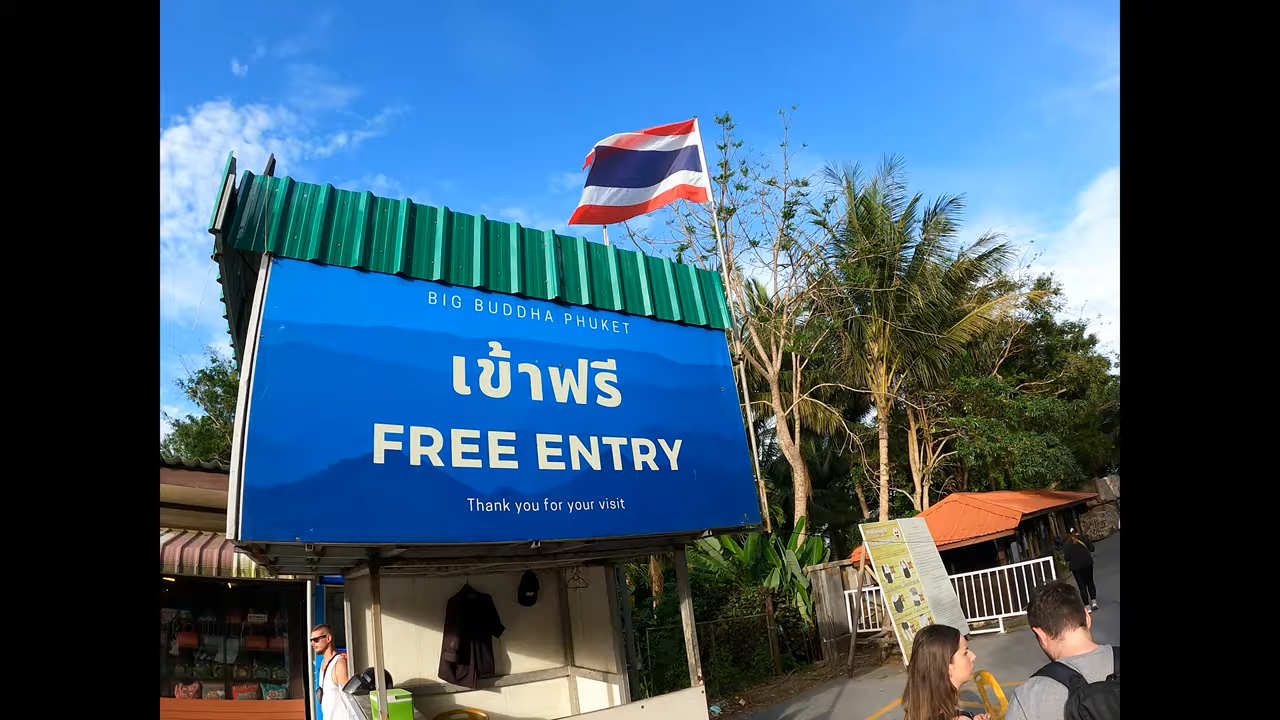 BIG BUDDHA PHUKET
เข้าฟรี
FREE ENTRY
Thank you for your visit